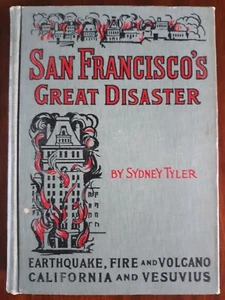 SAN FRANCISCO'S
GREAT DISASTER
BY SYDNEY TYLER
EARTHQUAKE, FIRE AND VOLCANO
CALIFORNIA AND VESUVIUS